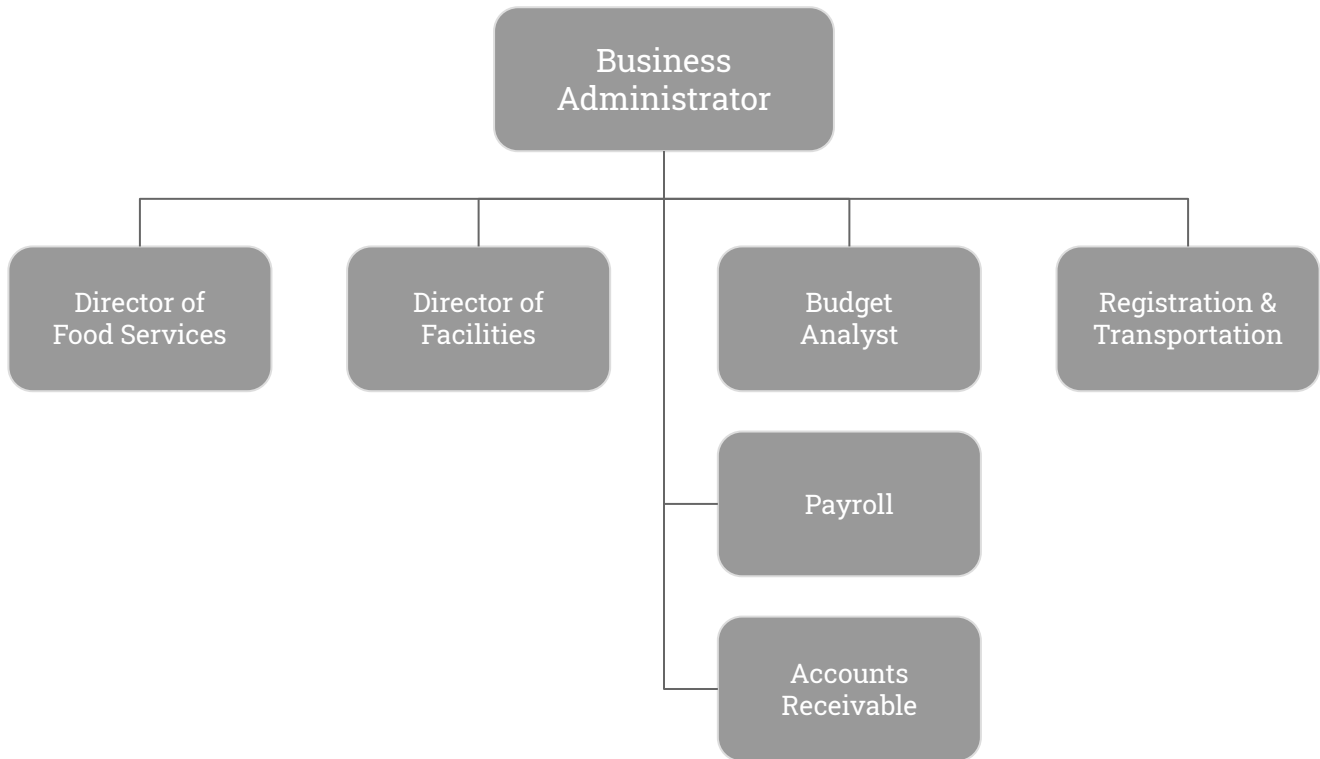 Business
Administrator
Director of
Food Services
Director of
Facilities
Budget
Analyst
Registration &
Transportation
Payroll
Accounts
Receivable